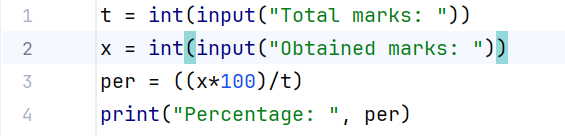 1 t = int(input("Total marks: "))
2 x = int(input("Obtained marks: "))
3 per = ((x*100)/t)
4 print("Percentage: ", per)